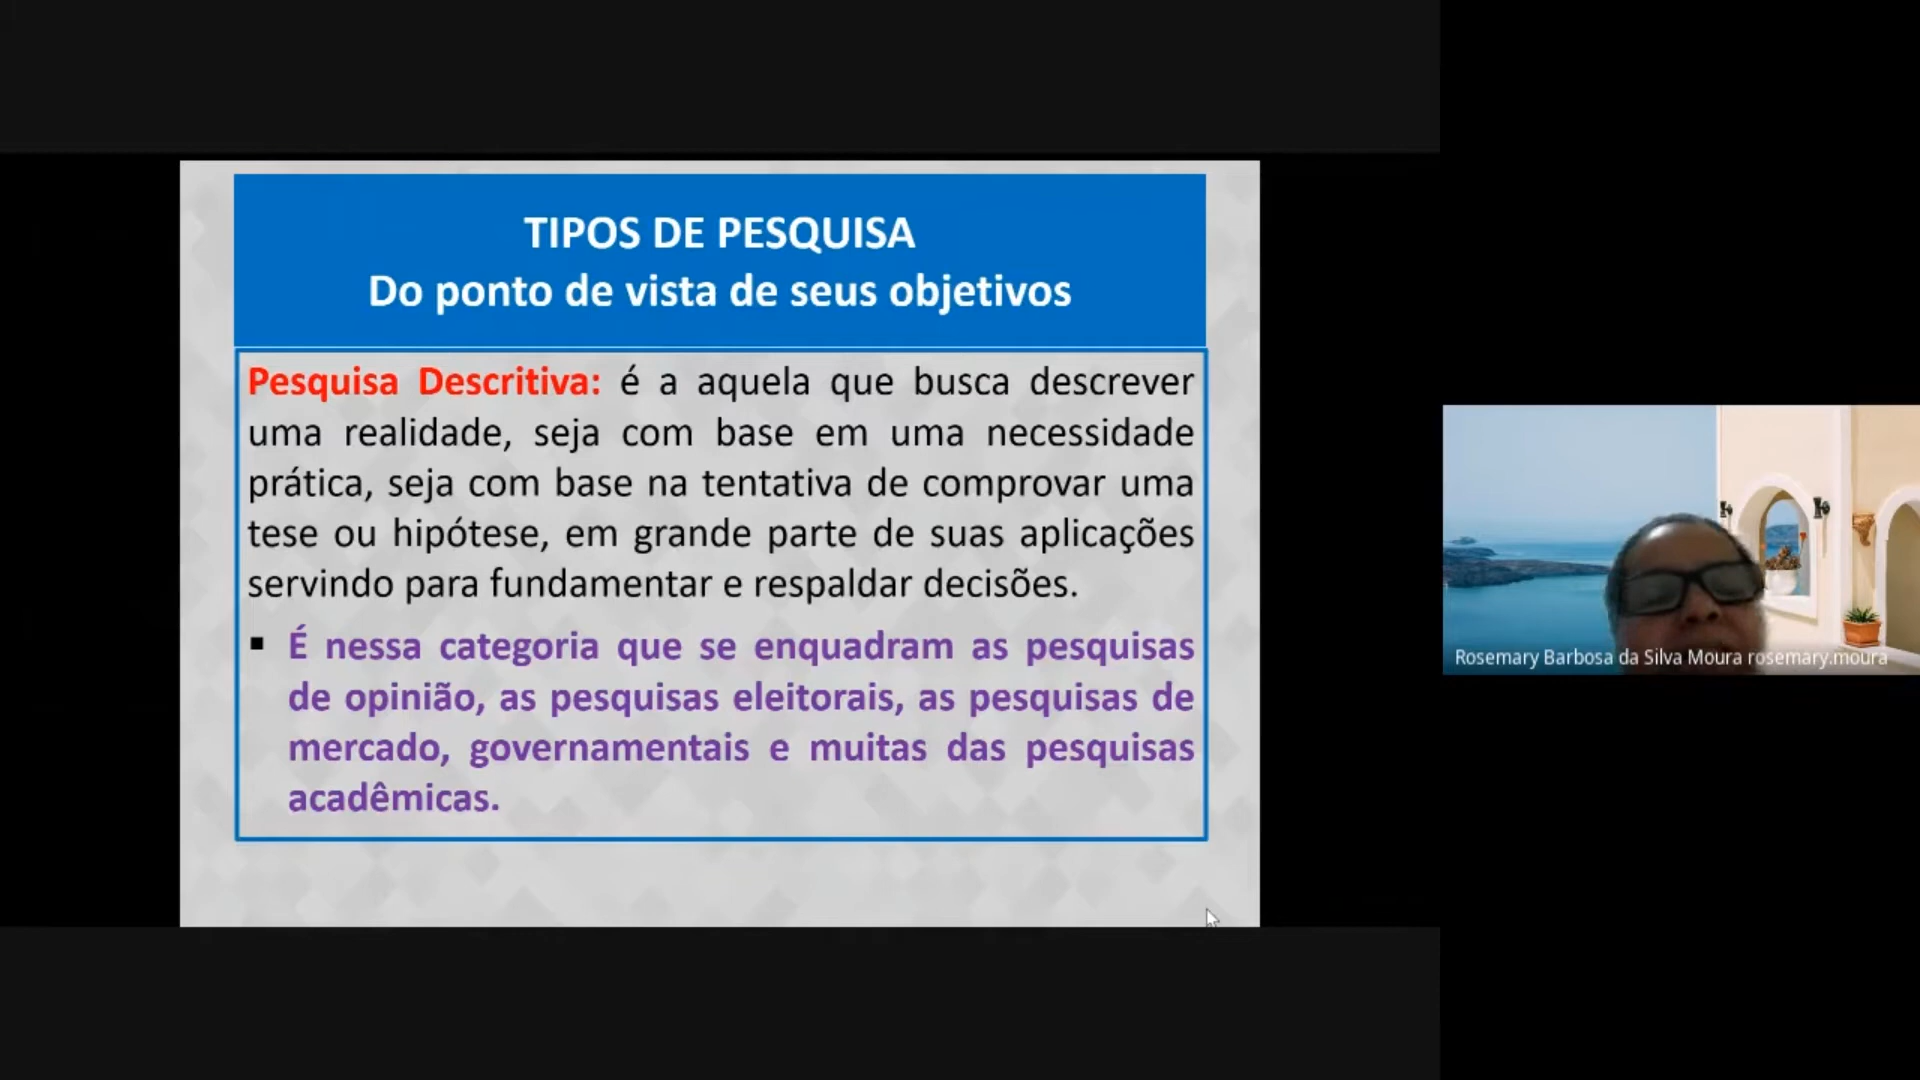 TIPOS DE PESQUISA
Do ponto de vista de seus objetivos
Pesquisa Descritiva: é a aquela que busca descrever
uma realidade, seja com base em uma necessidade
prática, seja com base na tentativa de comprovar uma
tese ou hipótese, em grande parte de suas aplicações
servindo para fundamentar e respaldar decisões.
▪ É nessa categoria que se enquadram as pesquisas
de opinião, as pesquisas eleitorais, as pesquisas de
mercado, governamentais e muitas das pesquisas
acadêmicas.
Rosemary Barbosa da Silva Moura rosemary.moura